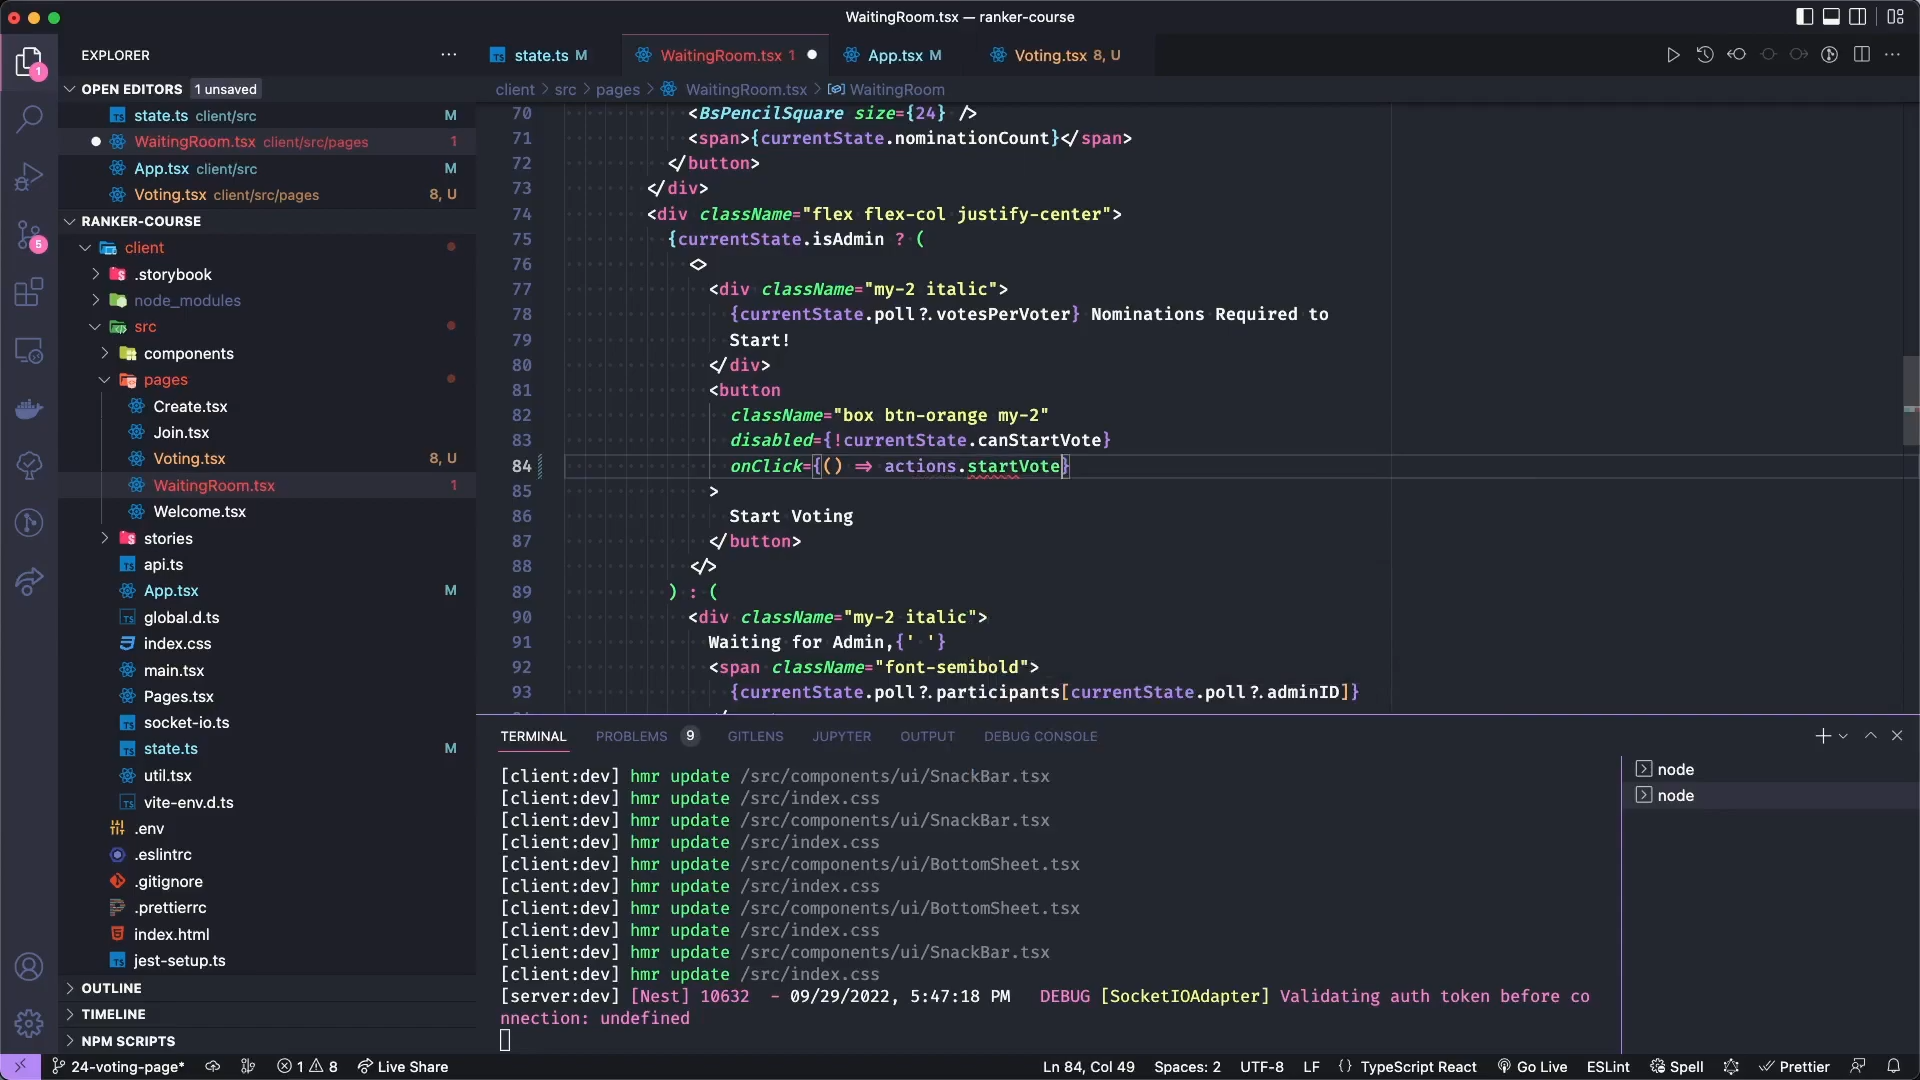 WaitingRoom.tsx — ranker-course
EXPLORER
OPEN EDITORS 1 unsaved
state.ts client/src M
WaitingRoom.tsx client/src/pages 1
App.tsx client/src M
Voting.tsx client/src/pages 8, U
RANKER-COURSE
client
.storybook
node_modules
src
components
pages
Create.tsx
Join.tsx
Voting.tsx 8, U
WaitingRoom.tsx 1
Welcome.tsx
stories
api.ts
App.tsx M
global.d.ts
index.css
main.tsx
Pages.tsx
socket-io.ts
state.ts M
util.tsx
vite-env.d.ts
.env
.eslintrc
.gitignore
.prettierrc
index.html
jest-setup.ts
OUTLINE
TIMELINE
NPM SCRIPTS
1
5
state.ts M WaitingRoom.tsx 1 App.tsx M Voting.tsx 8, U
client > src > pages > WaitingRoom.tsx > WaitingRoom
70 <BsPencilSquare size={24} />
71 <span>{currentState.nominationCount}</span>
72 </button>
73 </div>
74 <div className="flex flex-col justify-center">
75 {currentState.isAdmin ? (
76 <>
77 <div className="my-2 italic">
78 {currentState.poll?.votesPerVoter} Nominations Required to
79 Start!
80 </div>
81 <button
82 className="box btn-orange my-2"
83 disabled={!currentState.canStartVote}
84 onClick={() => actions.startVote}
85 >
86 Start Voting
87 </button>
88 </>
89 ) : (
90 <div className="my-2 italic">
91 Waiting for Admin,{' '}
92 <span className="font-semibold">
93 {currentState.poll?.participants[currentState.poll?.adminID]}
TERMINAL PROBLEMS 9 GITLENS JUPYTER OUTPUT DEBUG CONSOLE
[client:dev] hmr update /src/components/ui/SnackBar.tsx
[client:dev] hmr update /src/index.css
[client:dev] hmr update /src/components/ui/SnackBar.tsx
[client:dev] hmr update /src/index.css
[client:dev] hmr update /src/components/ui/BottomSheet.tsx
[client:dev] hmr update /src/index.css
[client:dev] hmr update /src/components/ui/BottomSheet.tsx
[client:dev] hmr update /src/index.css
[client:dev] hmr update /src/components/ui/SnackBar.tsx
[client:dev] hmr update /src/index.css
[server:dev] [Nest] 10632 - 09/29/2022, 5:47:18 PM DEBUG [SocketIOAdapter] Validating auth token before co
nnection: undefined
node
node
24-voting-page* 1 8 Live Share Ln 84, Col 49 Spaces: 2 UTF-8 LF {} TypeScript React Go Live ESLint Spell Prettier